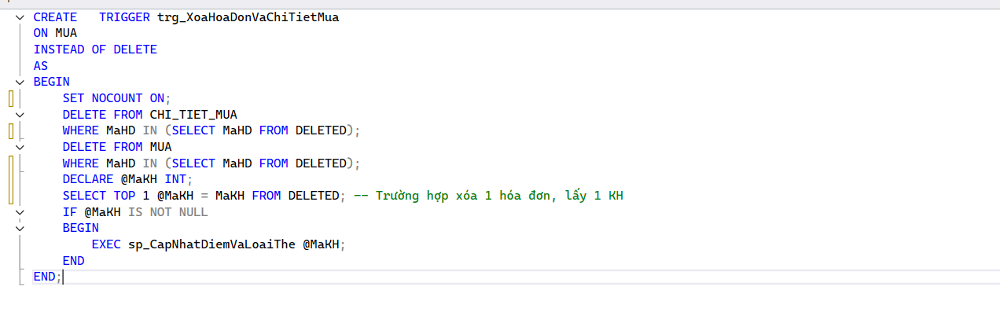 CREATE   TRIGGER trg_XoaHoaDonVaChiTietMua
ON MUA
INSTEAD OF DELETE
AS
BEGIN
    SET NOCOUNT ON;
    DELETE FROM CHI_TIET_MUA
    WHERE MaHD IN (SELECT MaHD FROM DELETED);
    DELETE FROM MUA
    WHERE MaHD IN (SELECT MaHD FROM DELETED);
    DECLARE @MaKH INT;
    SELECT TOP 1 @MaKH = MaKH FROM DELETED; -- Trường hợp xóa 1 hóa đơn, lấy 1 KH
    IF @MaKH IS NOT NULL
    BEGIN
        EXEC sp_CapNhatDiemVaLoaiThe @MaKH;
    END
END;